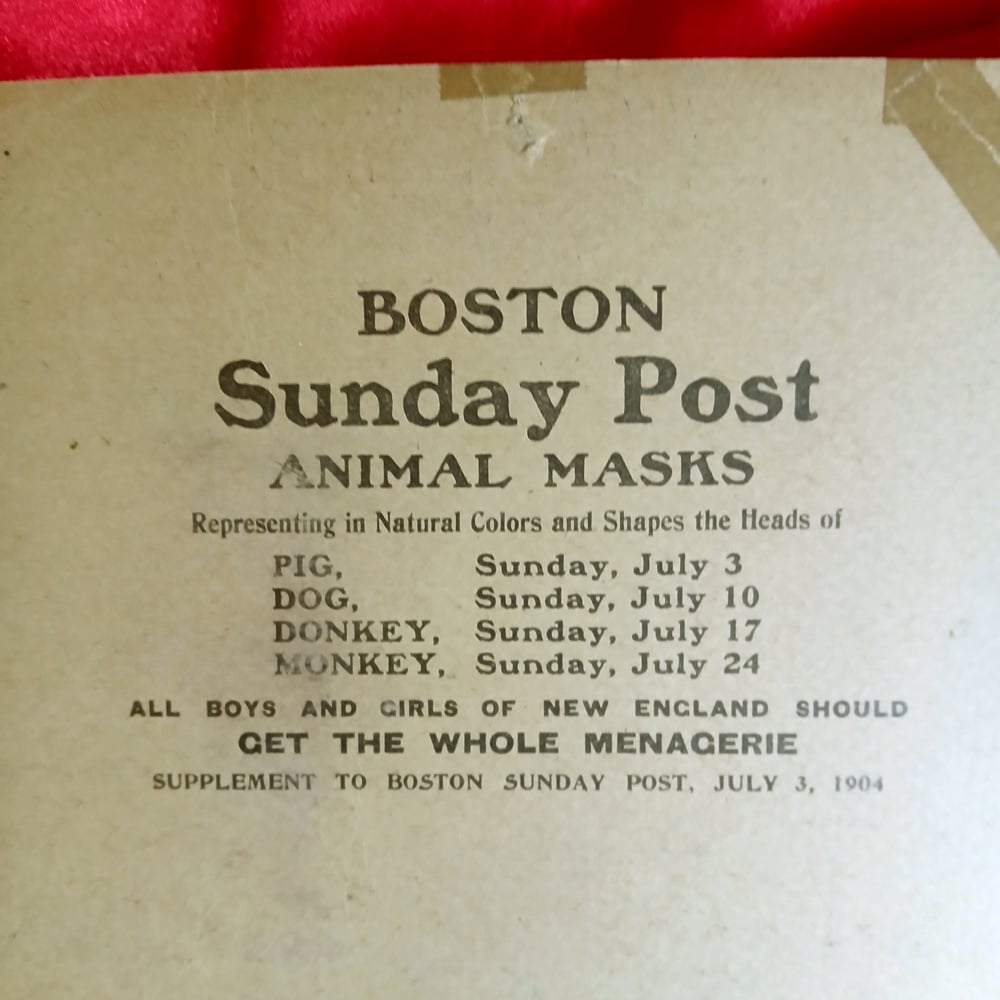 BOSTON
Sunday Post
ANIMAL MASKS
Representing in Natural Colors and Shapes the Heads of
PIG, Sunday, July 3
DOG, Sunday, July 10
DONKEY, Sunday, July 17
MONKEY, Sunday, July 24
ALL BOYS AND GIRLS OF NEW ENGLAND SHOULD
GET THE WHOLE MENAGERIE
SUPPLEMENT TO BOSTON SUNDAY POST, JULY 3, 1904